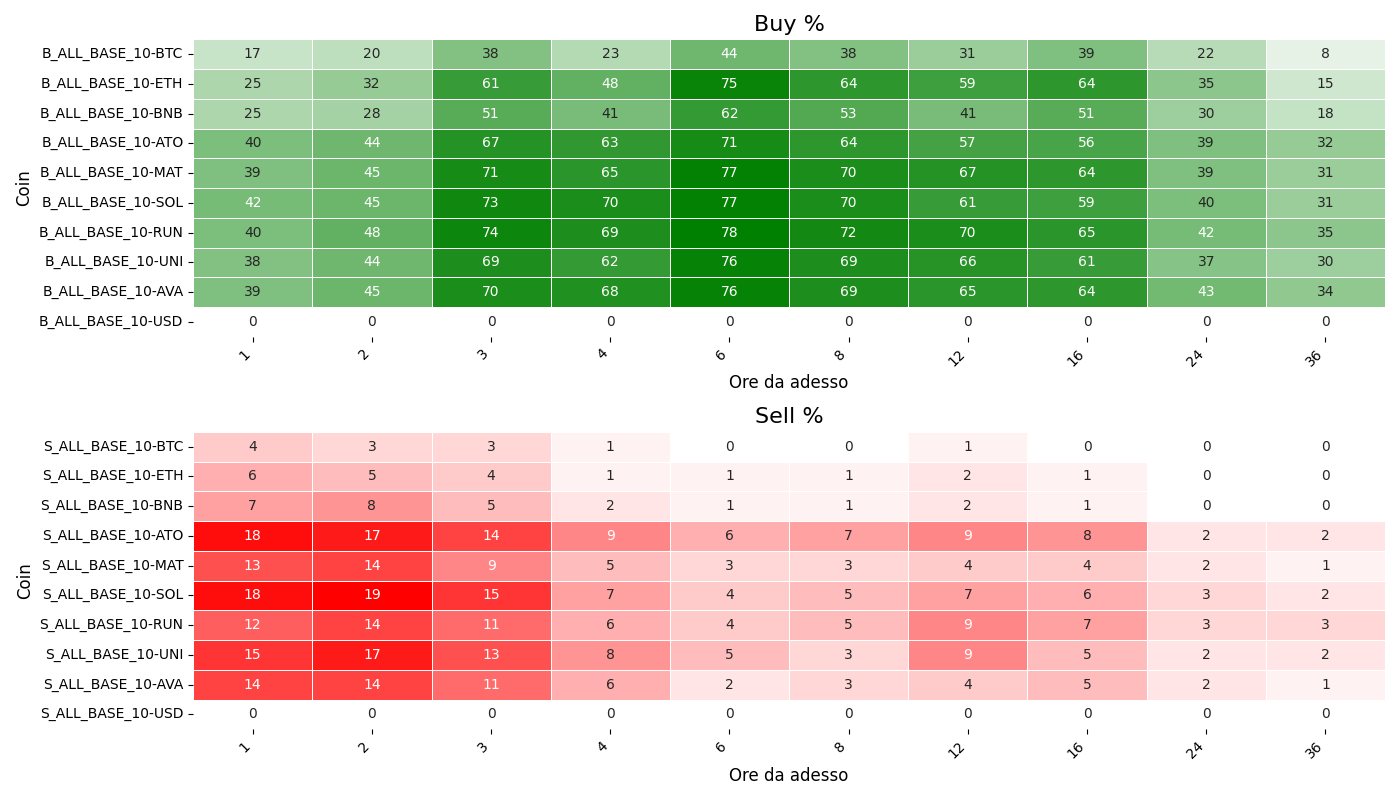 Buy %
B_ALL_BASE_10-BTC 17 20 38 23 44 38 31 39 22 8
B_ALL_BASE_10-ETH 25 32 61 48 75 64 59 64 35 15
B_ALL_BASE_10-BNB 25 28 51 41 62 53 41 51 30 18
B_ALL_BASE_10-ATO 40 44 67 63 71 64 57 56 39 32
B_ALL_BASE_10-MAT 39 45 71 65 77 70 67 64 39 31
B_ALL_BASE_10-SOL 42 45 73 70 77 70 61 59 40 31
B_ALL_BASE_10-RUN 40 48 74 69 78 72 70 65 42 35
B_ALL_BASE_10-UNI 38 44 69 62 76 69 66 61 37 30
B_ALL_BASE_10-AVA 39 45 70 68 76 69 65 64 43 34
B_ALL_BASE_10-USD 0 0 0 0 0 0 0 0 0 0
Coin
1 2 3 4 6 8 12 16 24 36
Ore da adesso
Sell %
S_ALL_BASE_10-BTC 4 3 3 1 0 0 1 0 0 0
S_ALL_BASE_10-ETH 6 5 4 1 1 1 2 1 0 0
S_ALL_BASE_10-BNB 7 8 5 2 1 1 2 1 0 0
S_ALL_BASE_10-ATO 18 17 14 9 6 7 9 8 2 2
S_ALL_BASE_10-MAT 13 14 9 5 3 3 4 4 2 1
S_ALL_BASE_10-SOL 18 19 15 7 4 5 7 6 3 2
S_ALL_BASE_10-RUN 12 14 11 6 4 5 9 7 3 3
S_ALL_BASE_10-UNI 15 17 13 8 5 3 9 5 2 2
S_ALL_BASE_10-AVA 14 14 11 6 2 3 4 5 2 1
S_ALL_BASE_10-USD 0 0 0 0 0 0 0 0 0 0
Coin
1 2 3 4 6 8 12 16 24 36
Ore da adesso